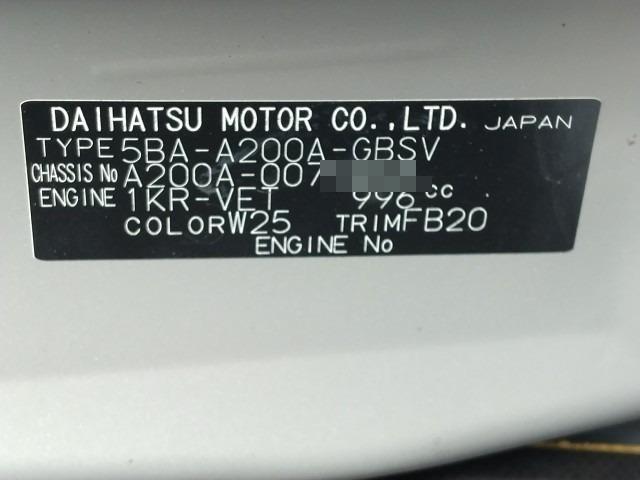 DAIHATSU MOTOR CO.,LTD. JAPAN
TYPE 5BA-A200A-GBSV
CHASSIS No A200A-007
ENGINE 1KR-VET 996 cc
COLOR W25 TRIM FB20
ENGINE No